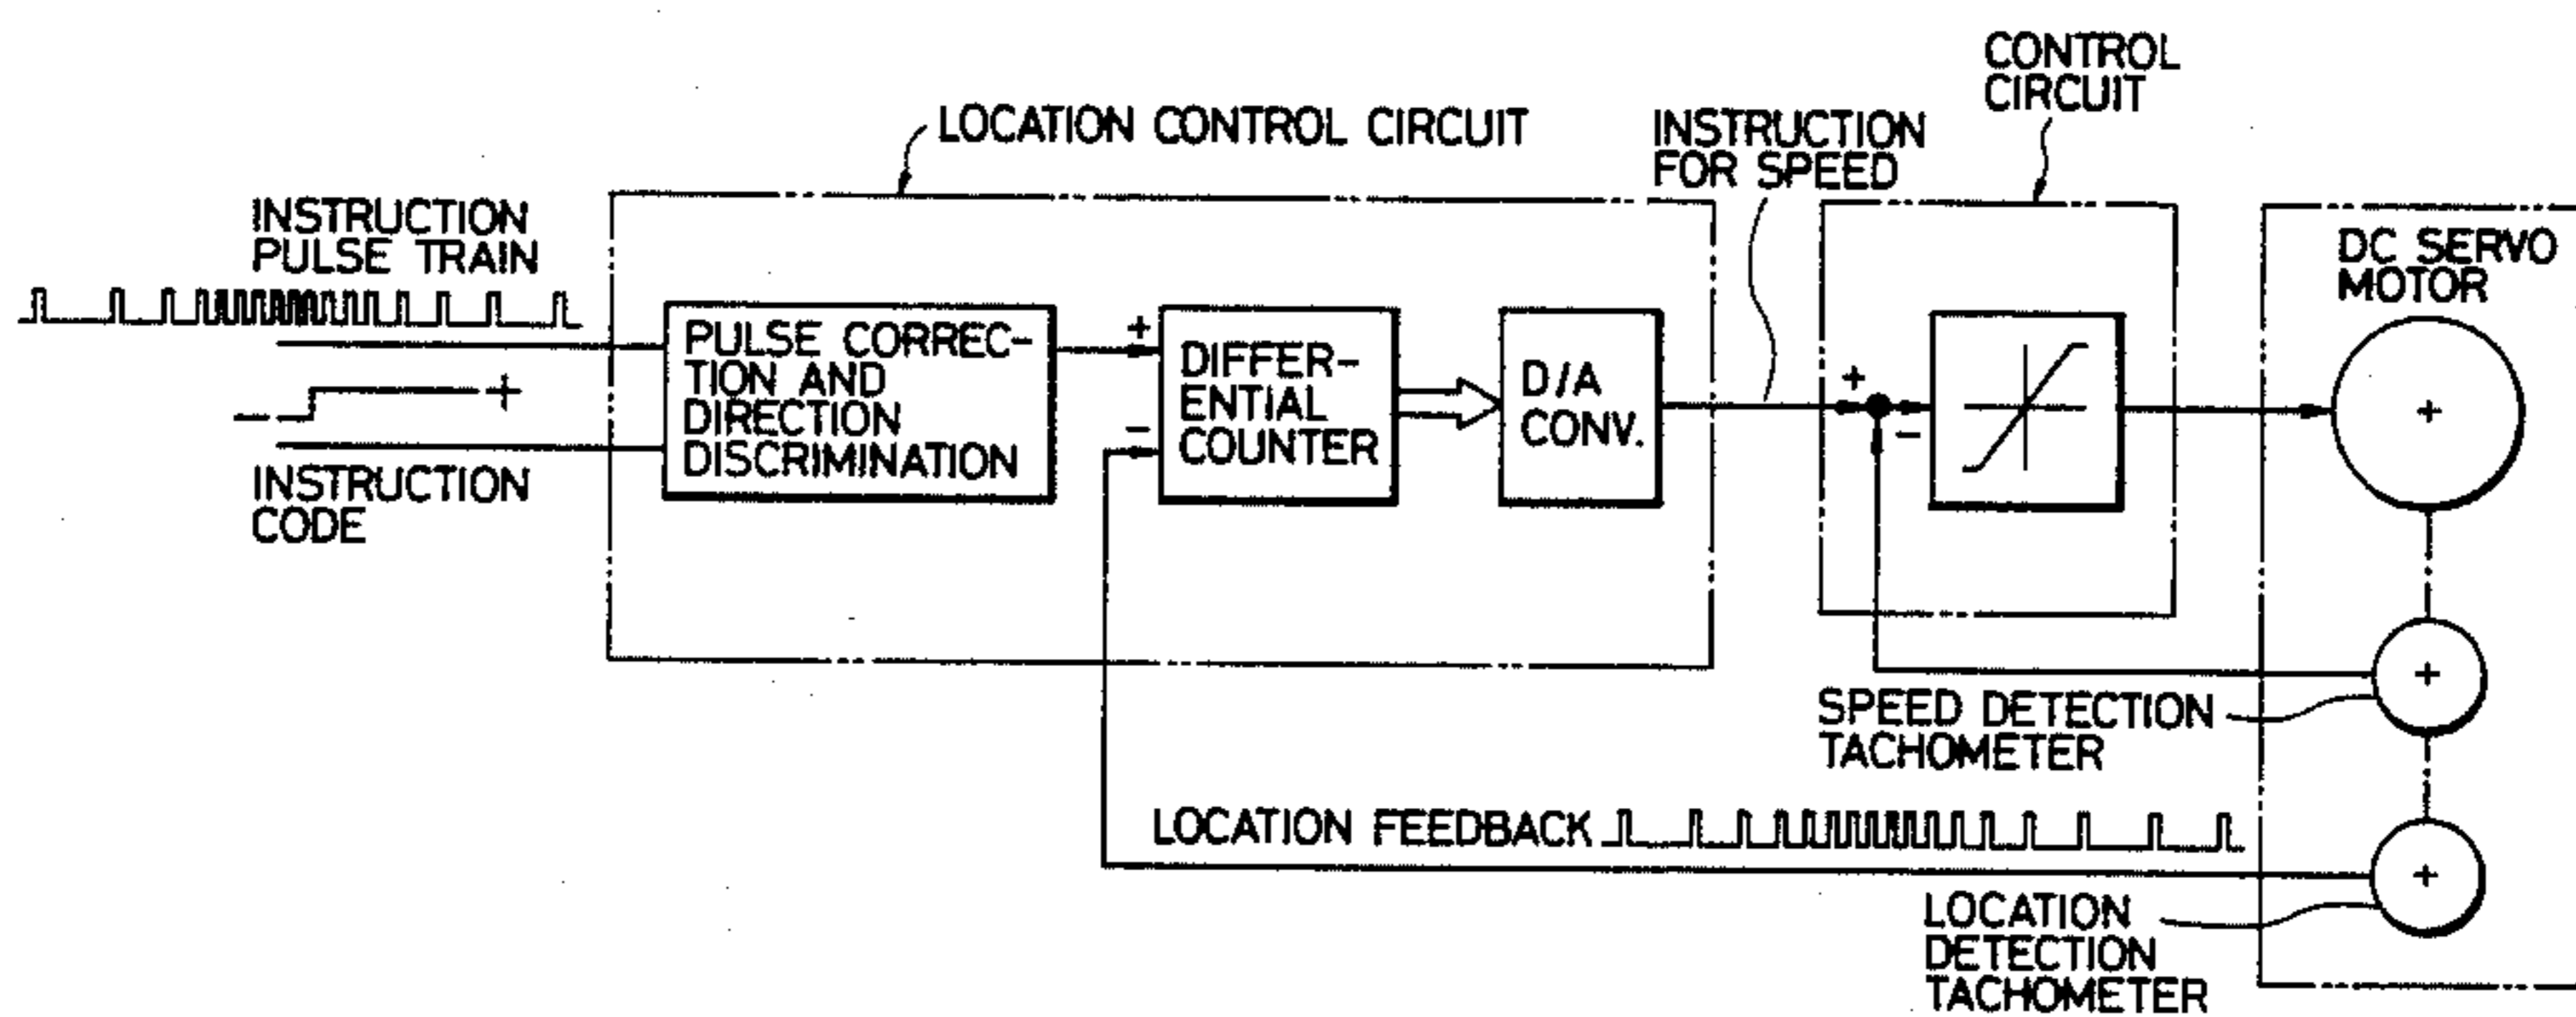 CONTROL
CIRCUIT
LOCATION CONTROL CIRCUIT
INSTRUCTION
FOR SPEED
INSTRUCTION
PULSE TRAIN
DC SERVO
MOTOR
PULSE CORREC-
TION AND
DIRECTION
DISCRIMINATION
+
-
DIFFER-
ENTIAL
COUNTER
D/A
CONV.
+
-
+
- +
INSTRUCTION
CODE
SPEED DETECTION
TACHOMETER
+
LOCATION FEEDBACK
+
LOCATION
DETECTION
TACHOMETER